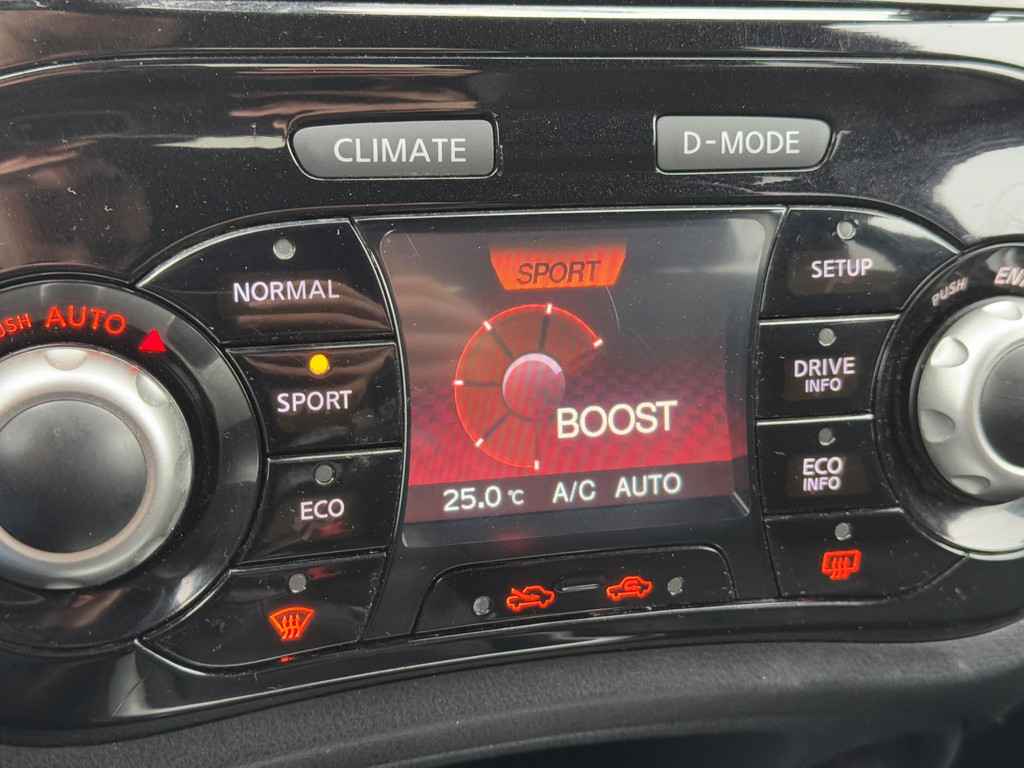 CLIMATE
D-MODE
NORMAL
SPORT
SETUP
PUSH
AUTO
SPORT
DRIVE
INFO
BOOST
ECO
ECO
INFO
25.0 ℃ A/C AUTO